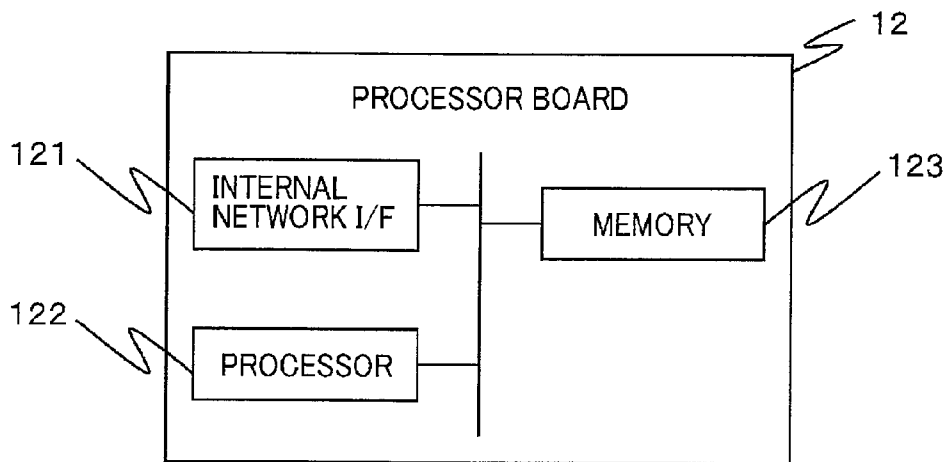 12
PROCESSOR BOARD
121
INTERNAL
NETWORK I/F
123
MEMORY
122
PROCESSOR